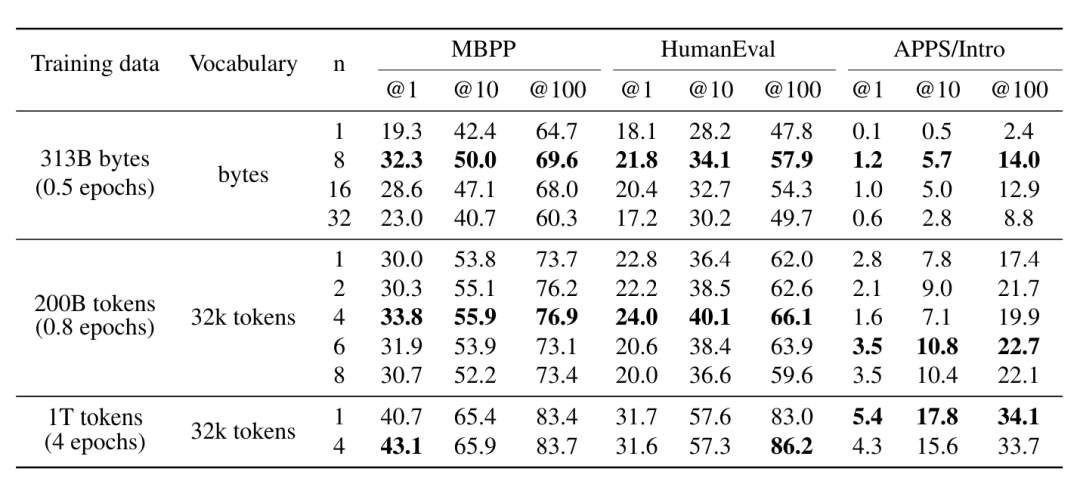 Training data Vocabulary n MBPP HumanEval APPS/Intro
@1 @10 @100 @1 @10 @100 @1 @10 @100
313B bytes (0.5 epochs) bytes
1 19.3 42.4 64.7 18.1 28.2 47.8 0.1 0.5 2.4
8 32.3 50.0 69.6 21.8 34.1 57.9 1.2 5.7 14.0
16 28.6 47.1 68.0 20.4 32.7 54.3 1.0 5.0 12.9
32 23.0 40.7 60.3 17.2 30.2 49.7 0.6 2.8 8.8
200B tokens (0.8 epochs) 32k tokens
1 30.0 53.8 73.7 22.8 36.4 62.0 2.8 7.8 17.4
2 30.3 55.1 76.2 22.2 38.5 62.6 2.1 9.0 21.7
4 33.8 55.9 76.9 24.0 40.1 66.1 1.6 7.1 19.9
6 31.9 53.9 73.1 20.6 38.4 63.9 3.5 10.8 22.7
8 30.7 52.2 73.4 20.0 36.6 59.6 3.5 10.4 22.1
1T tokens (4 epochs) 32k tokens
1 40.7 65.4 83.4 31.7 57.6 83.0 5.4 17.8 34.1
4 43.1 65.9 83.7 31.6 57.3 86.2 4.3 15.6 33.7